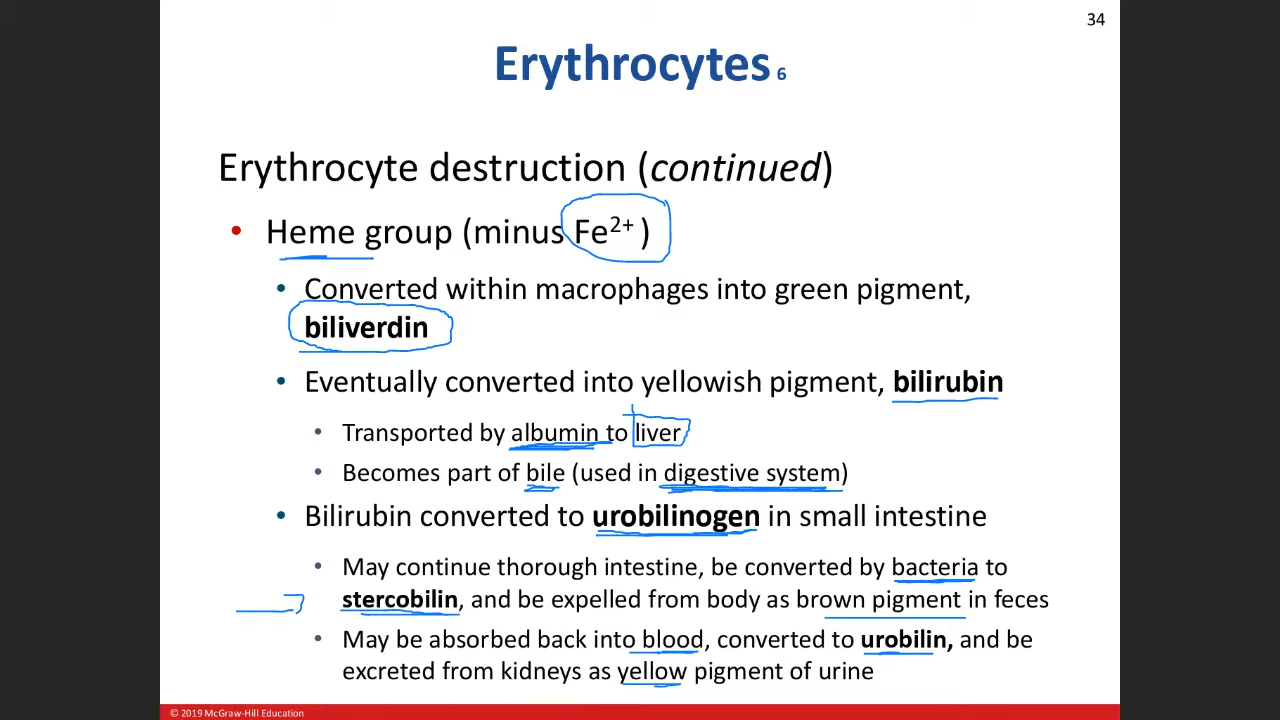 34
Erythrocytes 6
Erythrocyte destruction (continued)
• Heme group (minus Fe2+ )
• Converted within macrophages into green pigment,
biliverdin
• Eventually converted into yellowish pigment, bilirubin
• Transported by albumin to liver
• Becomes part of bile (used in digestive system)
• Bilirubin converted to urobilinogen in small intestine
• May continue thorough intestine, be converted by bacteria to
stercobilin, and be expelled from body as brown pigment in feces
• May be absorbed back into blood, converted to urobilin, and be
excreted from kidneys as yellow pigment of urine
© 2019 McGraw-Hill Education